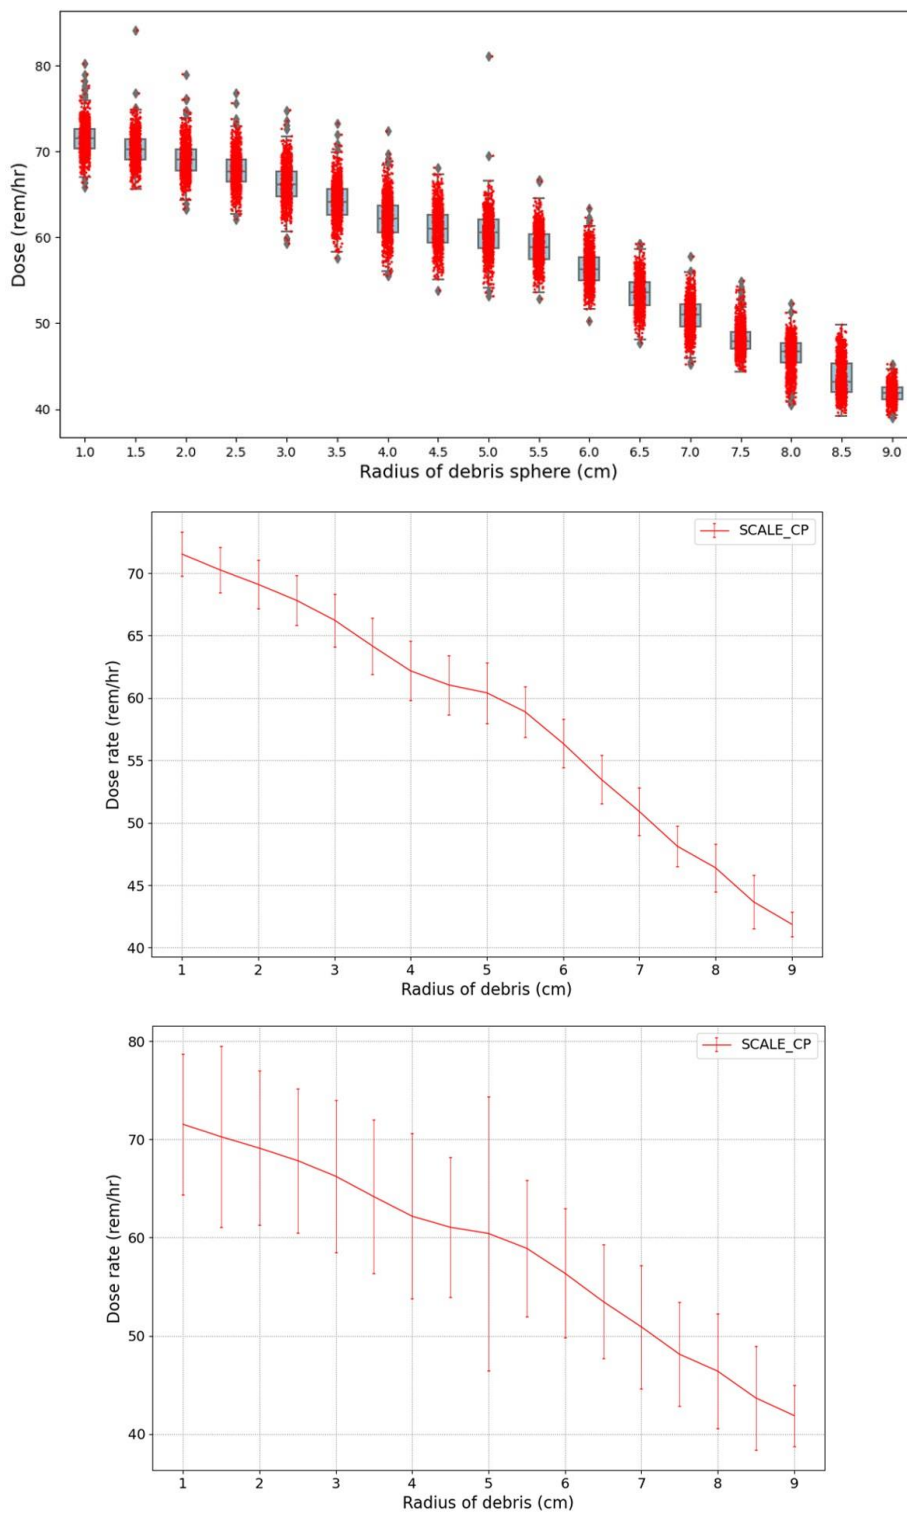 80
70
60
50
40
Dose (rem/hr)
1.0 1.5 2.0 2.5 3.0 3.5 4.0 4.5 5.0 5.5 6.0 6.5 7.0 7.5 8.0 8.5 9.0
Radius of debris sphere (cm)
SCALE_CP
70
65
60
55
50
45
40
Dose rate (rem/hr)
1 2 3 4 5 6 7 8 9
Radius of debris (cm)
SCALE_CP
80
70
60
50
40
Dose rate (rem/hr)
1 2 3 4 5 6 7 8 9
Radius of debris (cm)